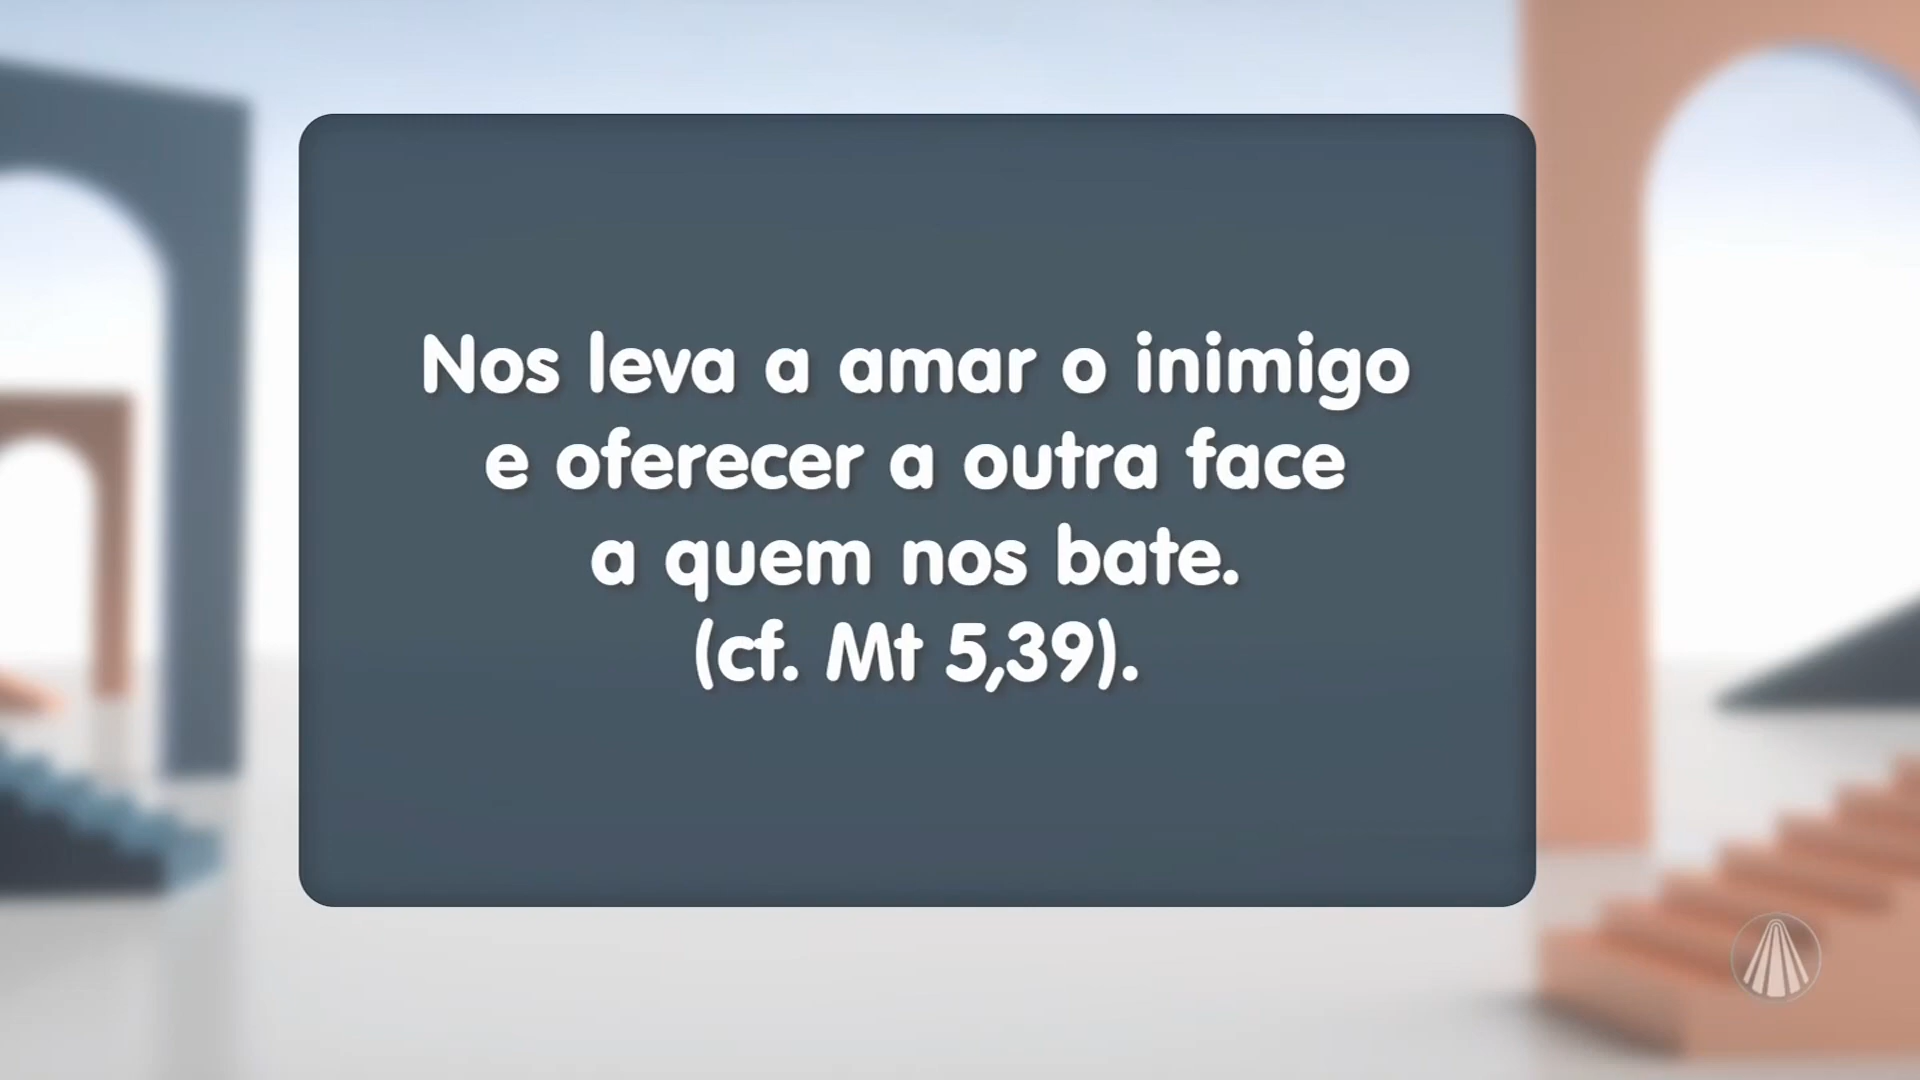 Nos leva a amar o inimigo
e oferecer a outra face
a quem nos bate.
(cf. Mt 5,39).